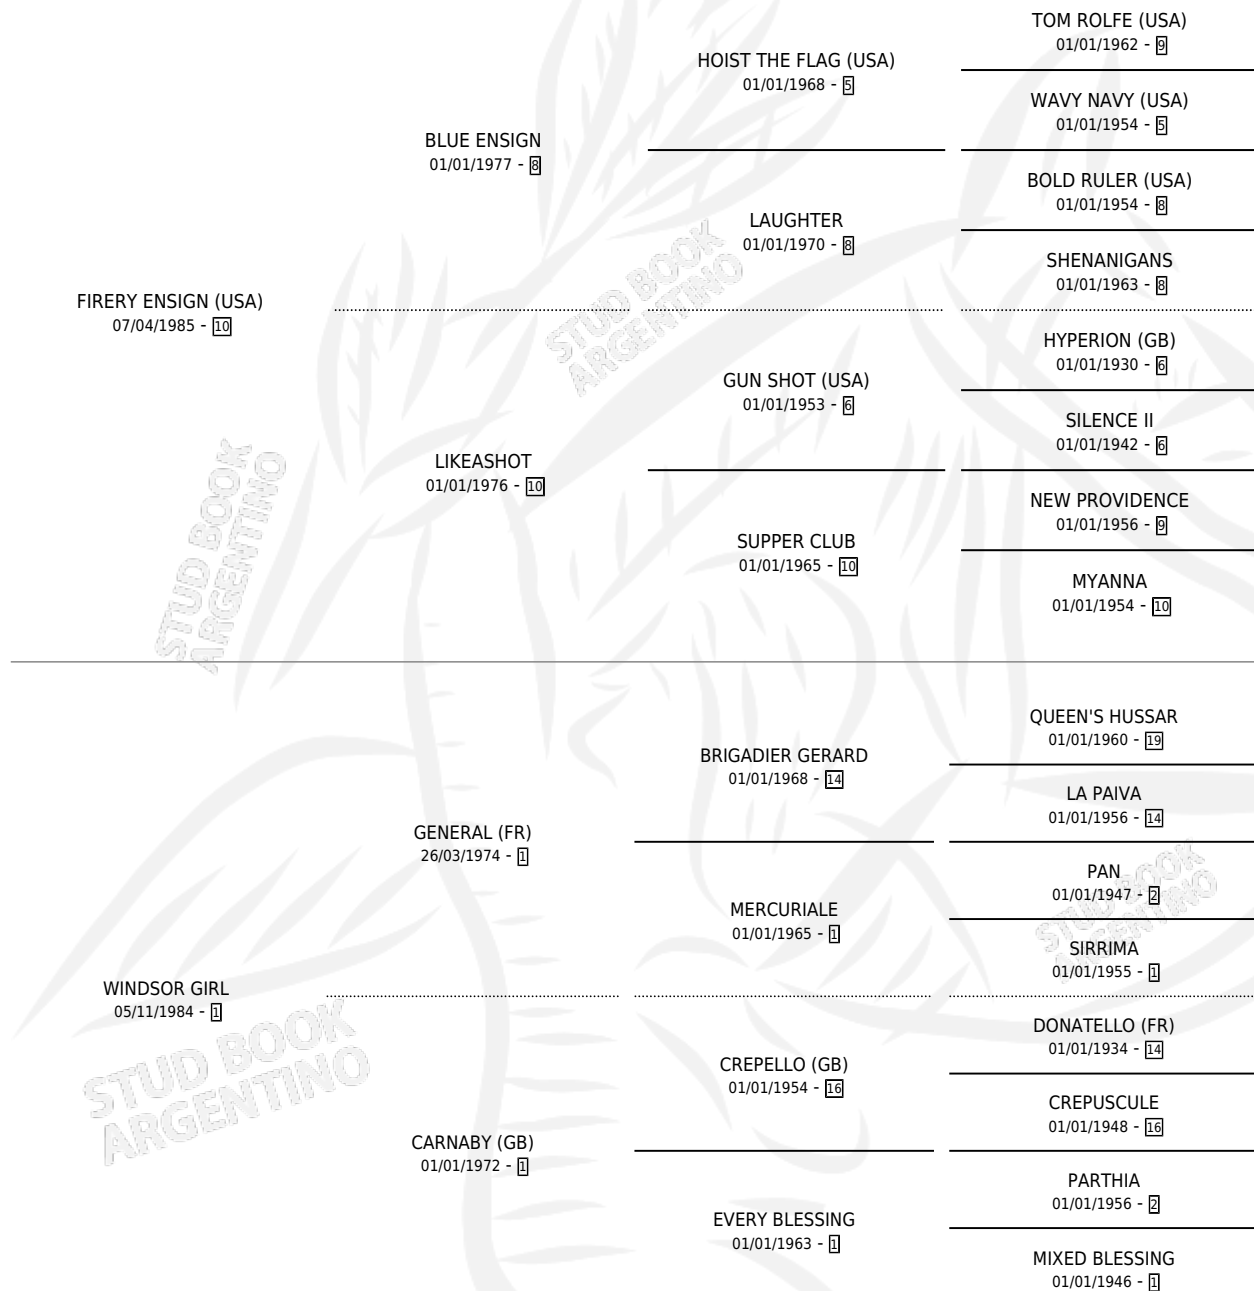 TOM ROLFE (USA)
01/01/1962 - 9
HOIST THE FLAG (USA)
01/01/1968 - 5
WAVY NAVY (USA)
01/01/1954 - 5
BLUE ENSIGN
01/01/1977 - 8
BOLD RULER (USA)
01/01/1954 - 8
LAUGHTER
01/01/1970 - 8
SHENANIGANS
01/01/1963 - 8
FIRERY ENSIGN (USA)
07/04/1985 - 10
HYPERION (GB)
01/01/1930 - 6
GUN SHOT (USA)
01/01/1953 - 6
SILENCE II
01/01/1942 - 6
LIKEASHOT
01/01/1976 - 10
NEW PROVIDENCE
01/01/1956 - 9
SUPPER CLUB
01/01/1965 - 10
MYANNA
01/01/1954 - 10
QUEEN'S HUSSAR
01/01/1960 - 19
BRIGADIER GERARD
01/01/1968 - 14
LA PAIVA
01/01/1956 - 14
GENERAL (FR)
26/03/1974 - 1
PAN
01/01/1947 - 2
MERCURIALE
01/01/1965 - 1
SIRRIMA
01/01/1955 - 1
WINDSOR GIRL
05/11/1984 - 1
DONATELLO (FR)
01/01/1934 - 14
CREPELLO (GB)
01/01/1954 - 16
CREPUSCULE
01/01/1948 - 16
CARNABY (GB)
01/01/1972 - 1
PARTHIA
01/01/1956 - 2
EVERY BLESSING
01/01/1963 - 1
MIXED BLESSING
01/01/1946 - 1
STUD BOOK
ARGENTINO
STUD BOOK
ARGENTINO
STUD BOOK
ARGENTINO
STUD BOOK
ARGENTINO